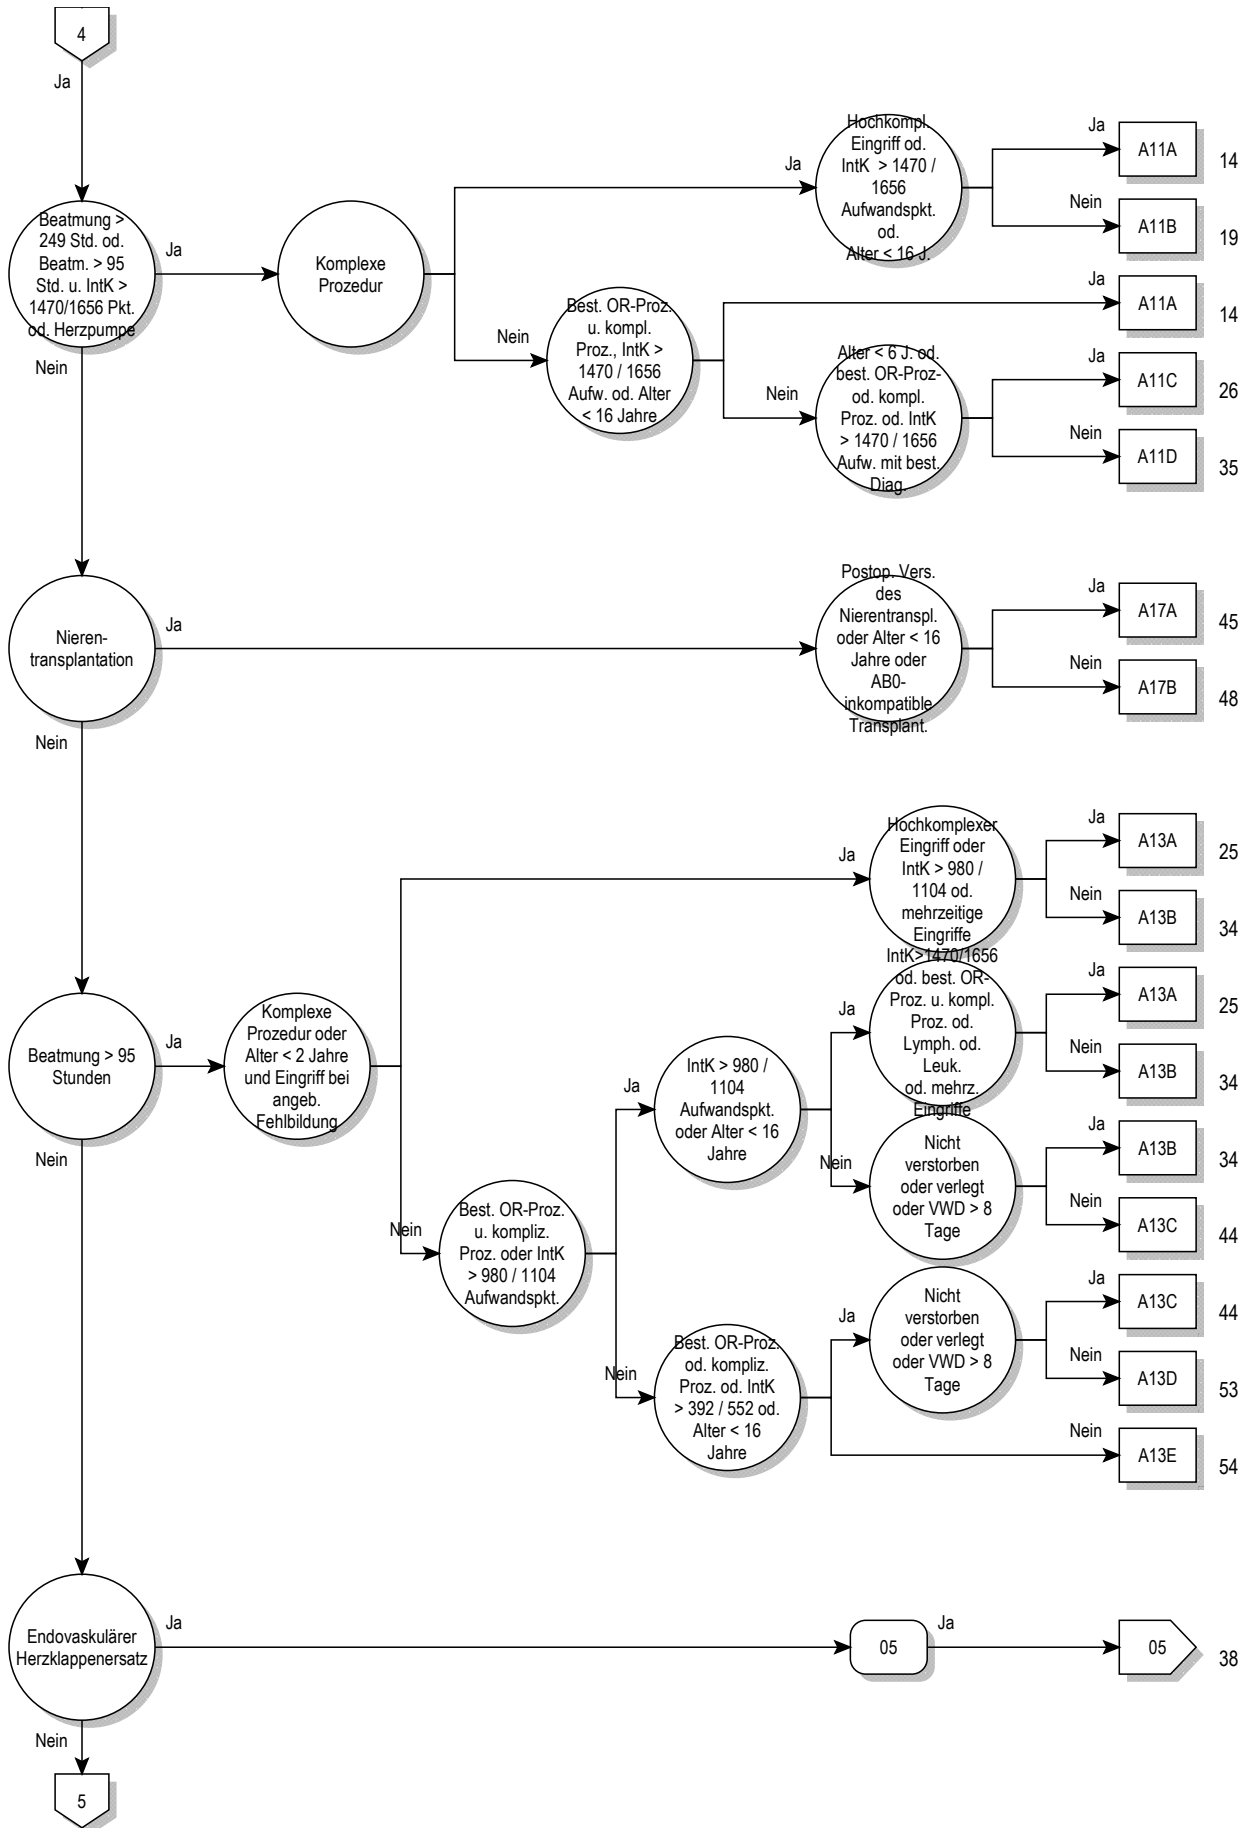 4
Ja
Beatmung >
249 Std. od.
Beatm. > 95
Std. u. IntK >
1470/1656 Pkt.
od. Herzpumpe
Ja
Nein
Komplexe
Prozedur
Ja
Nein
Hochkompl.
Eingriff od.
IntK > 1470 /
1656
Aufwandspkt.
od.
Alter < 16 J.
Ja
A11A
14
Nein
A11B
19
Best. OR-Proz.
u. kompl.
Proz., IntK >
1470 / 1656
Aufw. od. Alter
< 16 Jahre
Ja
A11A
14
Nein
Alter < 6 J. od.
best. OR-Proz-
od. kompl.
Proz. od. IntK
> 1470 / 1656
Aufw. mit best.
Diag.
Ja
A11C
26
Nein
A11D
35
Nieren-
transplantation
Ja
Nein
Postop. Vers.
des
Nierentranspl.
oder Alter < 16
Jahre oder
AB0-
inkompatible
Transplant.
Ja
A17A
45
Nein
A17B
48
Beatmung > 95
Stunden
Ja
Nein
Komplexe
Prozedur oder
Alter < 2 Jahre
und Eingriff bei
angeb.
Fehlbildung
Ja
Nein
Hochkomplexer
Eingriff oder
IntK > 980 /
1104 od.
mehrzeitige
Eingriffe
Ja
A13A
25
Nein
A13B
34
Best. OR-Proz.
u. kompliz.
Proz. oder IntK
> 980 / 1104
Aufwandspkt.
Ja
Nein
IntK > 980 /
1104
Aufwandspkt.
oder Alter < 16
Jahre
Ja
Nein
IntK>1470/1656
od. best. OR-
Proz. u. kompl.
Proz. od.
Lymph. od.
Leuk.
od. mehrz.
Eingriffe
Ja
A13A
25
Nein
A13B
34
Nicht
verstorben
oder verlegt
oder VWD > 8
Tage
Ja
A13B
34
Nein
A13C
44
Best. OR-Proz.
od. kompliz.
Proz. od. IntK
> 392 / 552 od.
Alter < 16
Jahre
Ja
Nicht
verstorben
oder verlegt
oder VWD > 8
Tage
Ja
A13C
44
Nein
A13D
53
Nein
A13E
54
Endovaskulärer
Herzklappenersatz
Ja
05
Ja
05
38
Nein
5